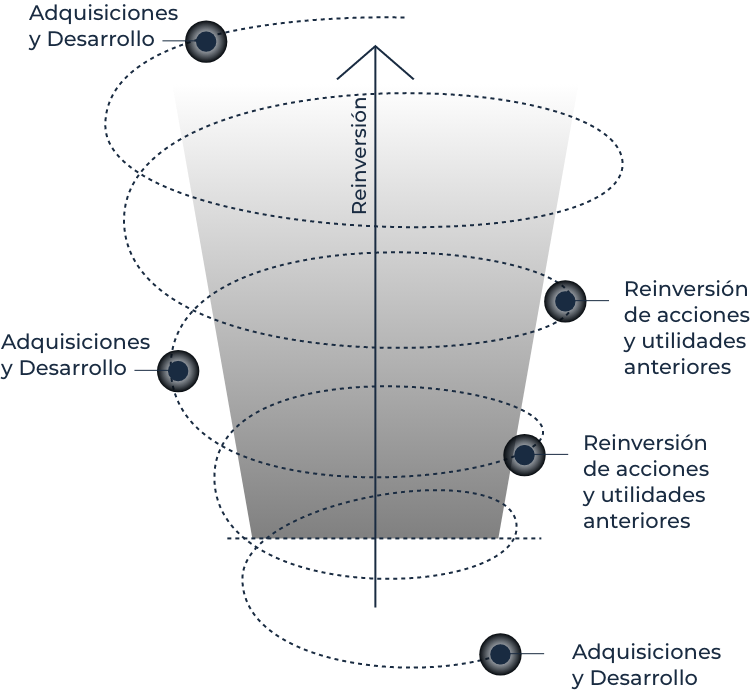 Adquisiciones
y Desarrollo
Reinversión
Reinversión
de acciones
y utilidades
anteriores
Adquisiciones
y Desarrollo
Reinversión
de acciones
y utilidades
anteriores
Adquisiciones
y Desarrollo